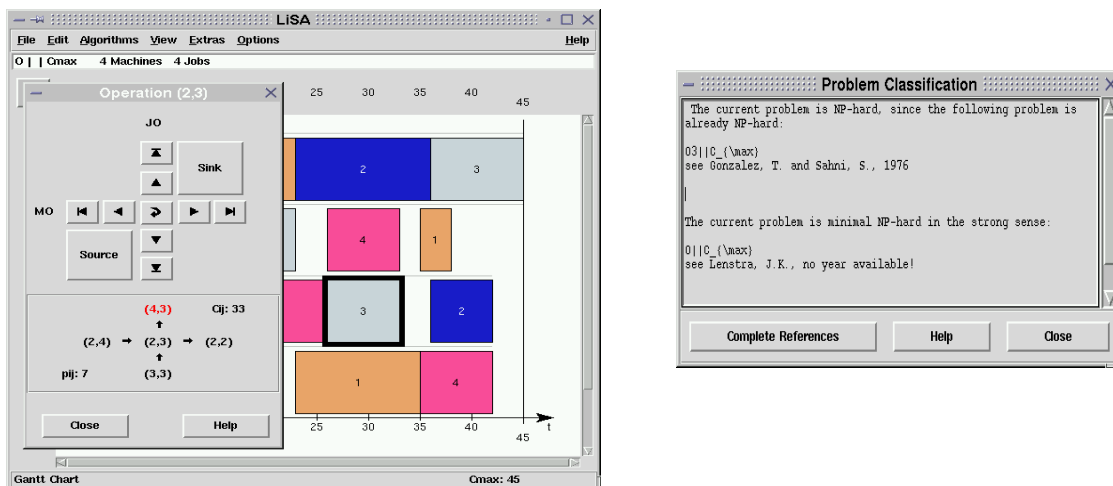 LiSA
File Edit Algorithms View Extras Options Help
O | | Cmax 4 Machines 4 Jobs
Operation (2,3)
JO
Sink
MO
Source
(4,3) Cij: 33
(2,4) (2,3) (2,2)
pij: 7 (3,3)
Close Help
25 30 35 40 45
2 3
4 1
3 2
1 4
25 30 35 40 45 t
Gantt Chart Cmax: 45
Problem Classification
The current problem is NP-hard, since the following problem is
already NP-hard:
O3||C_{\max}
see Gonzalez, T. and Sahni, S., 1976
The current problem is minimal NP-hard in the strong sense:
O||C_{\max}
see Lenstra, J.K., no year available!
Complete References Help Close